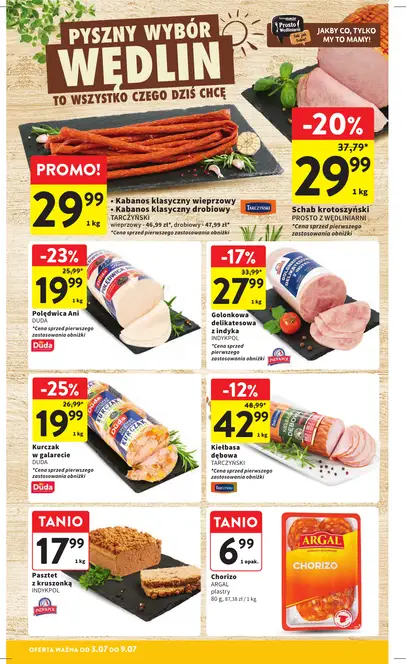 PYSZNY WYBÓR
WĘDLIN
TO WSZYSTKO CZEGO DZIŚ CHCĘ
Prosto z Wędliniarni
JAKBY CO, TYLKO
MY TO MAMY!
PROMO!
29 99
1 kg
• Kabanos klasyczny wieprzowy
• Kabanos klasyczny drobiowy
TARCZYŃSKI
wieprzowy - 46,99 zł*, drobiowy - 47,99 zł*
*Cena sprzed pierwszego zastosowania obniżki
TARCZYŃSKI
-20%
37,79*
29 99
1 kg
Schab krotoszyński
PROSTO Z WĘDLINIARNI
*Cena sprzed pierwszego
zastosowania obniżki
-23%
25,99*
19 99
1 kg
Polędwica Ani
DUDA
*Cena sprzed pierwszego
zastosowania obniżki
Duda
-17%
33,99*
27 99
1 kg
Golonkowa
delikatesowa
z indyka
INDYKPOL
*Cena sprzed
pierwszego
zastosowania obniżki
INDYKPOL
-25%
26,99*
19 99
1 kg
Kurczak
w galarecie
DUDA
*Cena sprzed pierwszego
zastosowania obniżki
Duda
-12%
48,99*
42 99
1 kg
Kiełbasa
dębowa
TARCZYŃSKI
*Cena sprzed pierwszego
zastosowania obniżki
TARCZYŃSKI
TANIO
17 99
1 kg
Pasztet
z kruszonką
INDYKPOL
INDYKPOL
TANIO
6 99
1 opak.
Chorizo
ARGAL
plastry
80 g, 87,38 zł / 1 kg
ARGAL
CHORIZO
OFERTA WAŻNA OD 3.07 DO 9.07